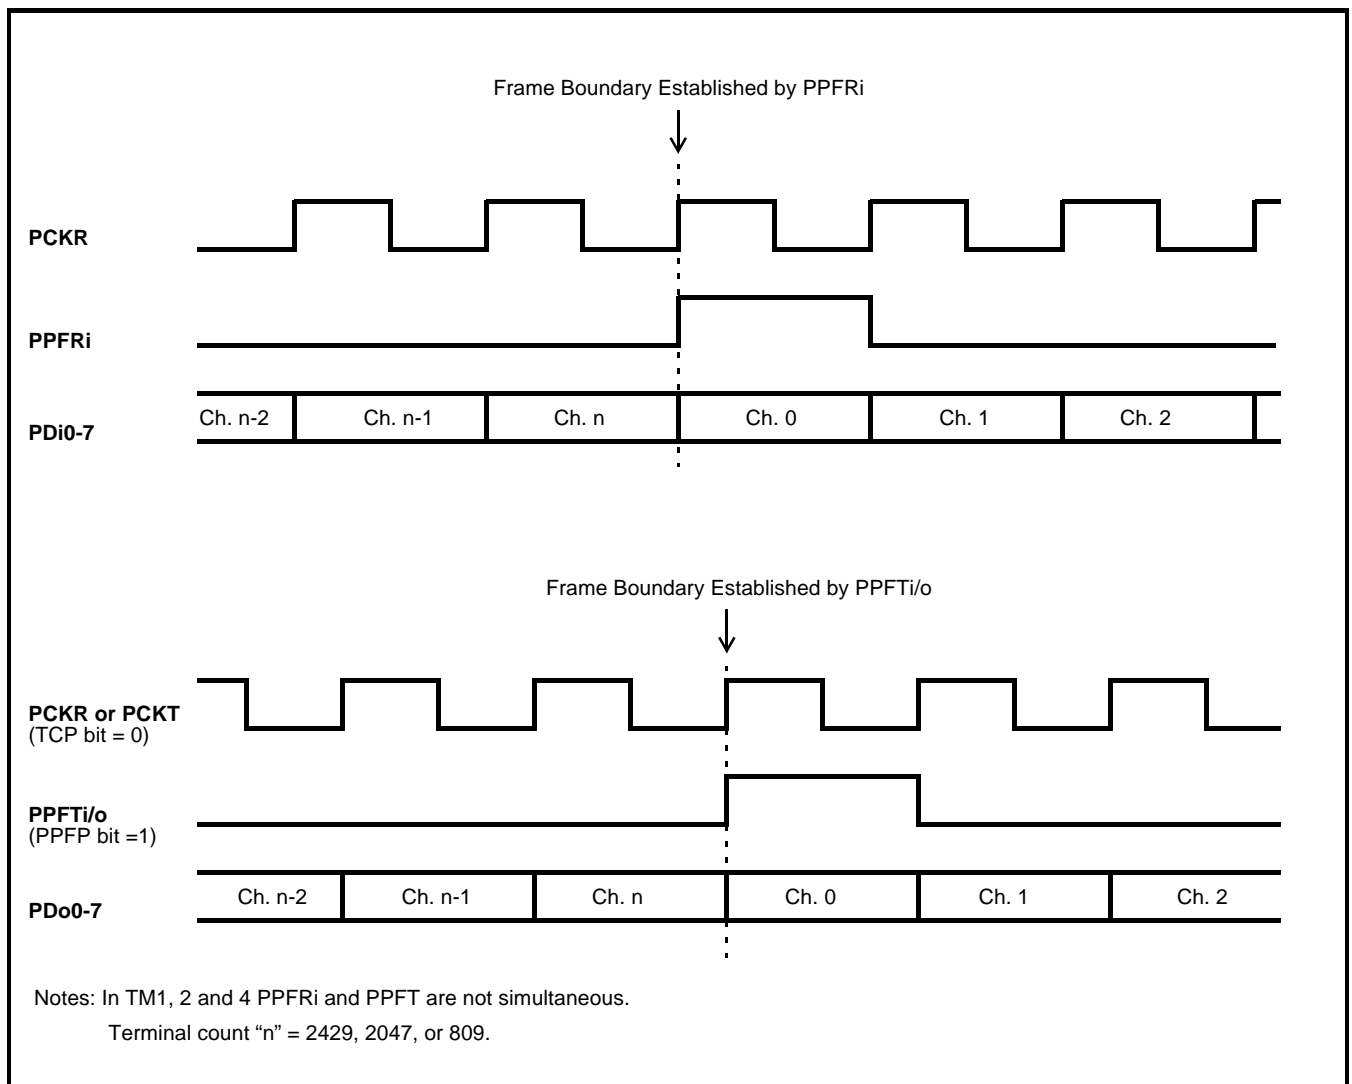 Frame Boundary Established by PPFRi
PCKR
PPFRi
PDi0-7
Ch. n-2 Ch. n-1 Ch. n Ch. 0 Ch. 1 Ch. 2
Frame Boundary Established by PPFTi/o
PCKR or PCKT
(TCP bit = 0)
PPFTi/o
(PPFP bit =1)
PDo0-7
Ch. n-2 Ch. n-1 Ch. n Ch. 0 Ch. 1 Ch. 2
Notes: In TM1, 2 and 4 PPFRi and PPFT are not simultaneous.
Terminal count “n” = 2429, 2047, or 809.